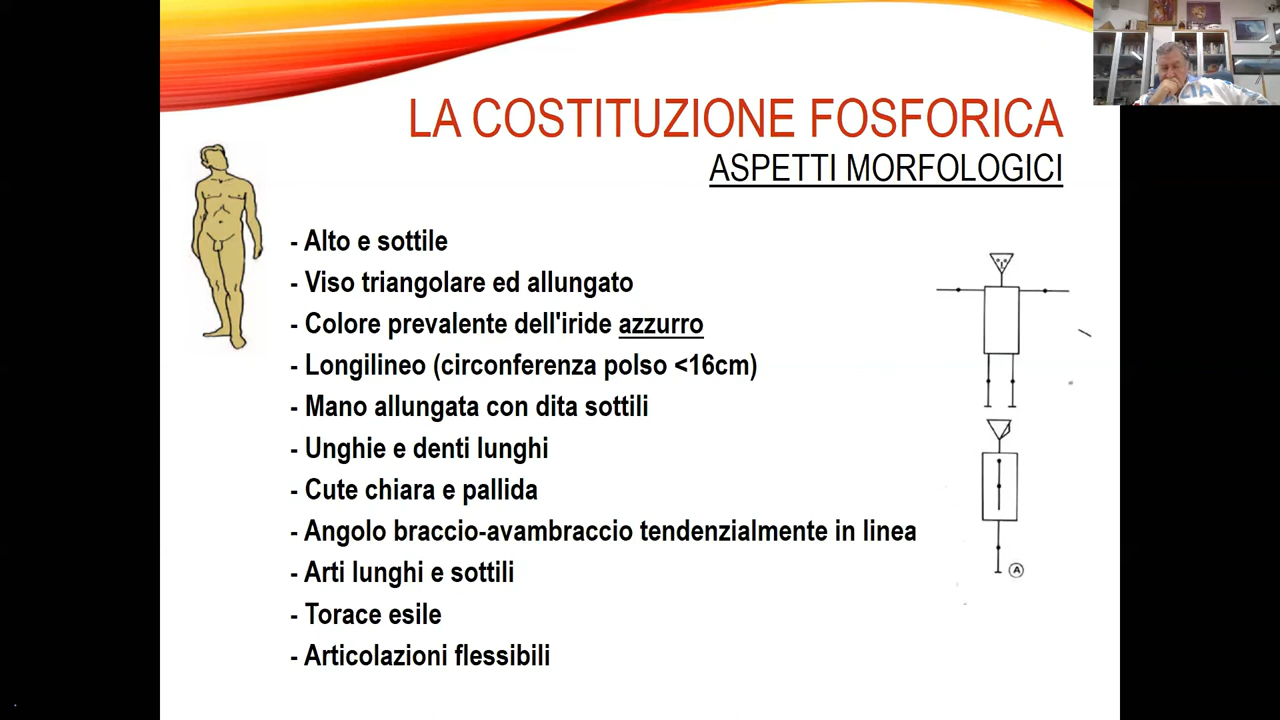 LA COSTITUZIONE FOSFORICA
ASPETTI MORFOLOGICI
- Alto e sottile
- Viso triangolare ed allungato
- Colore prevalente dell'iride azzurro
- Longilineo (circonferenza polso <16cm)
- Mano allungata con dita sottili
- Unghie e denti lunghi
- Cute chiara e pallida
- Angolo braccio-avambraccio tendenzialmente in linea
- Arti lunghi e sottili
- Torace esile
- Articolazioni flessibili
A